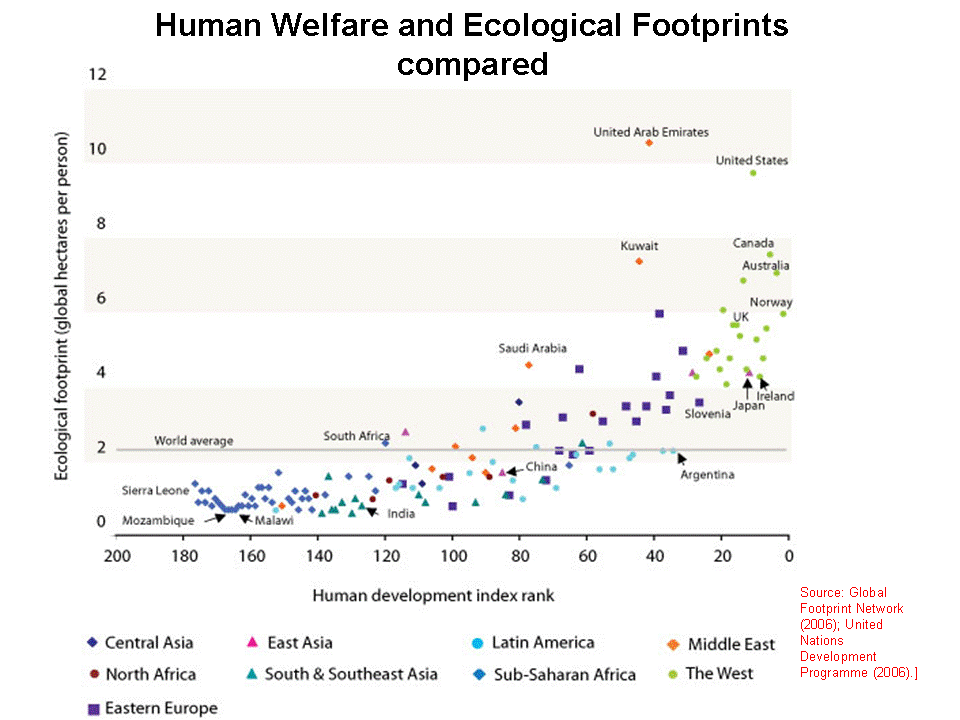 Human Welfare and Ecological Footprints
compared
Ecological footprint (global hectares per person)
12
10
8
6
4
2
0
United Arab Emirates
United States
Canada
Kuwait
Australia
Norway
UK
Saudi Arabia
Ireland
Japan
Slovenia
South Africa
World average
China
Argentina
Sierra Leone
India
Mozambique
Malawi
200 180 160 140 120 100 80 60 40 20 0
Human development index rank
Source: Global
Footprint Network
(2006); United
Nations
Development
Programme (2006).]
Central Asia East Asia Latin America Middle East
North Africa South & Southeast Asia Sub-Saharan Africa The West
Eastern Europe